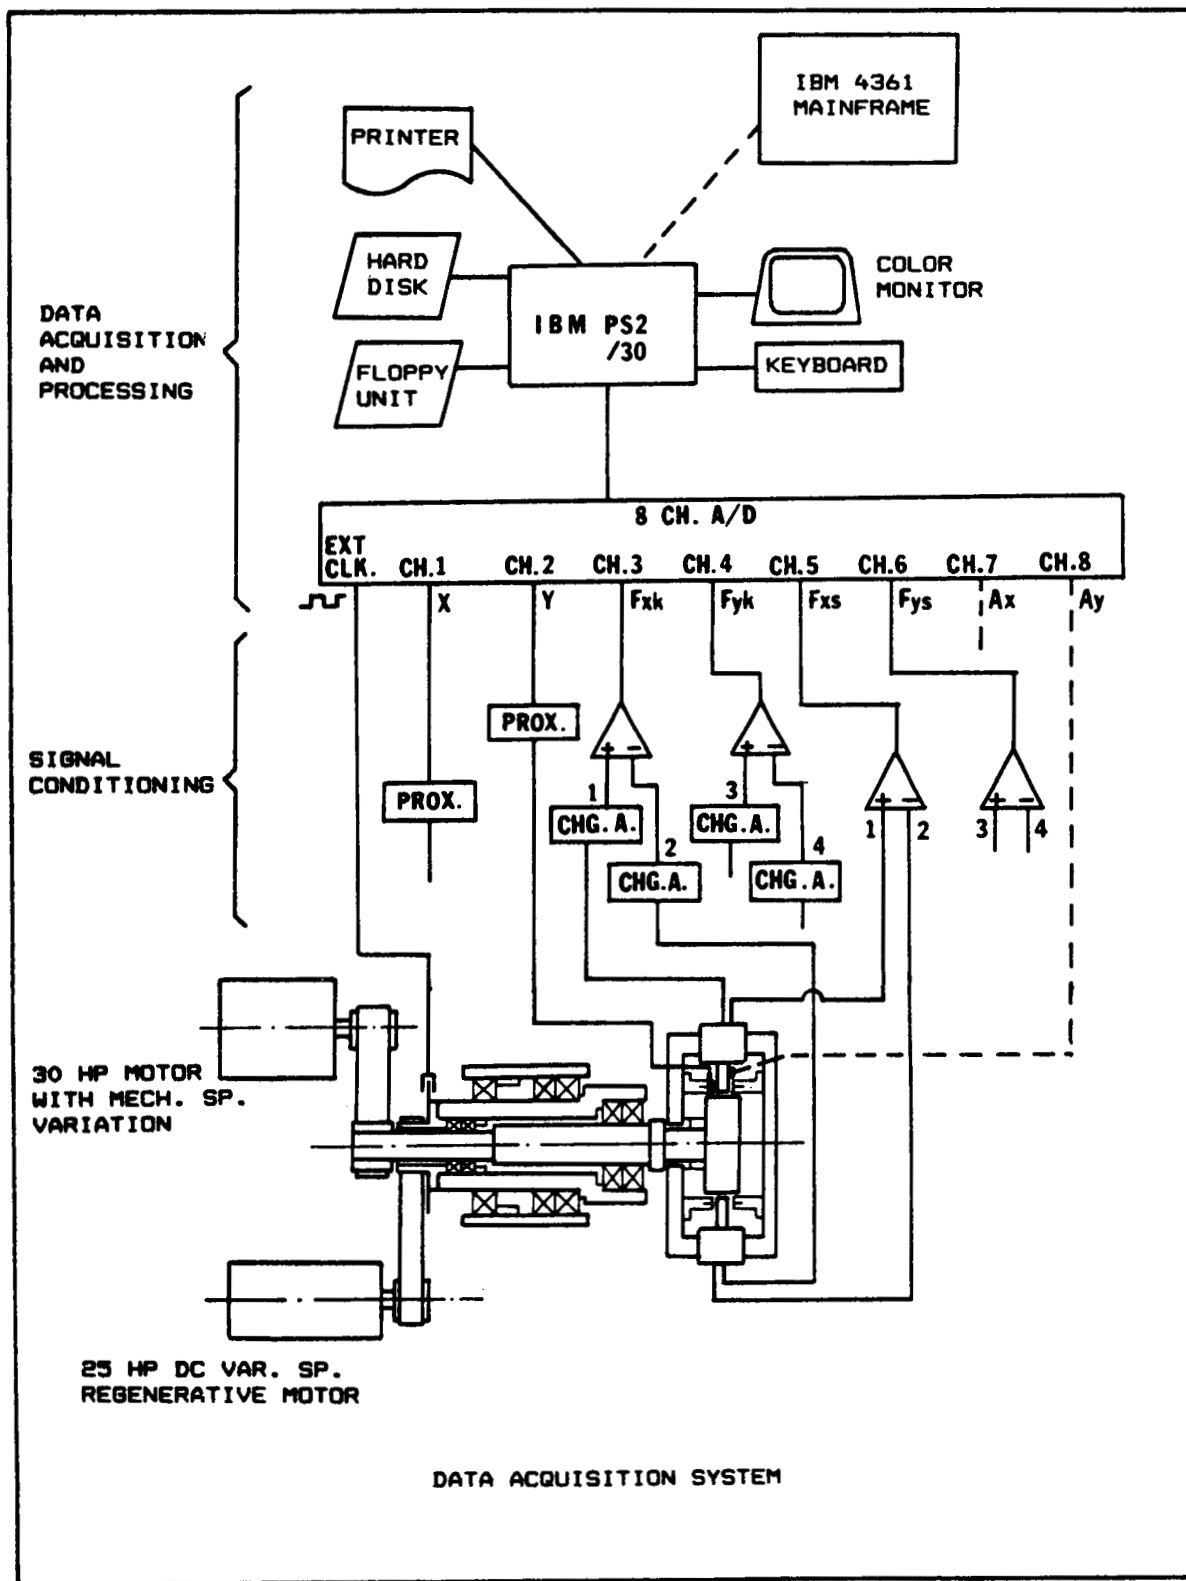 IBM 4361
MAINFRAME
PRINTER
HARD
DISK
COLOR
MONITOR
IBM PS2
/30
DATA
ACQUISITION
AND
PROCESSING
FLOPPY
UNIT
KEYBOARD
8 CH. A/D
EXT
CLK. CH.1 CH.2 CH.3 CH.4 CH.5 CH.6 CH.7 CH.8
X Y Fxk Fyk Fxs Fys Ax Ay
PROX.
+ - + -
SIGNAL
CONDITIONING
PROX.
1 3
+ - + -
CHG.A. CHG.A.
1 2 3 4
2 4
CHG.A. CHG.A.
30 HP MOTOR
WITH MECH. SP.
VARIATION
25 HP DC VAR. SP.
REGENERATIVE MOTOR
DATA ACQUISITION SYSTEM